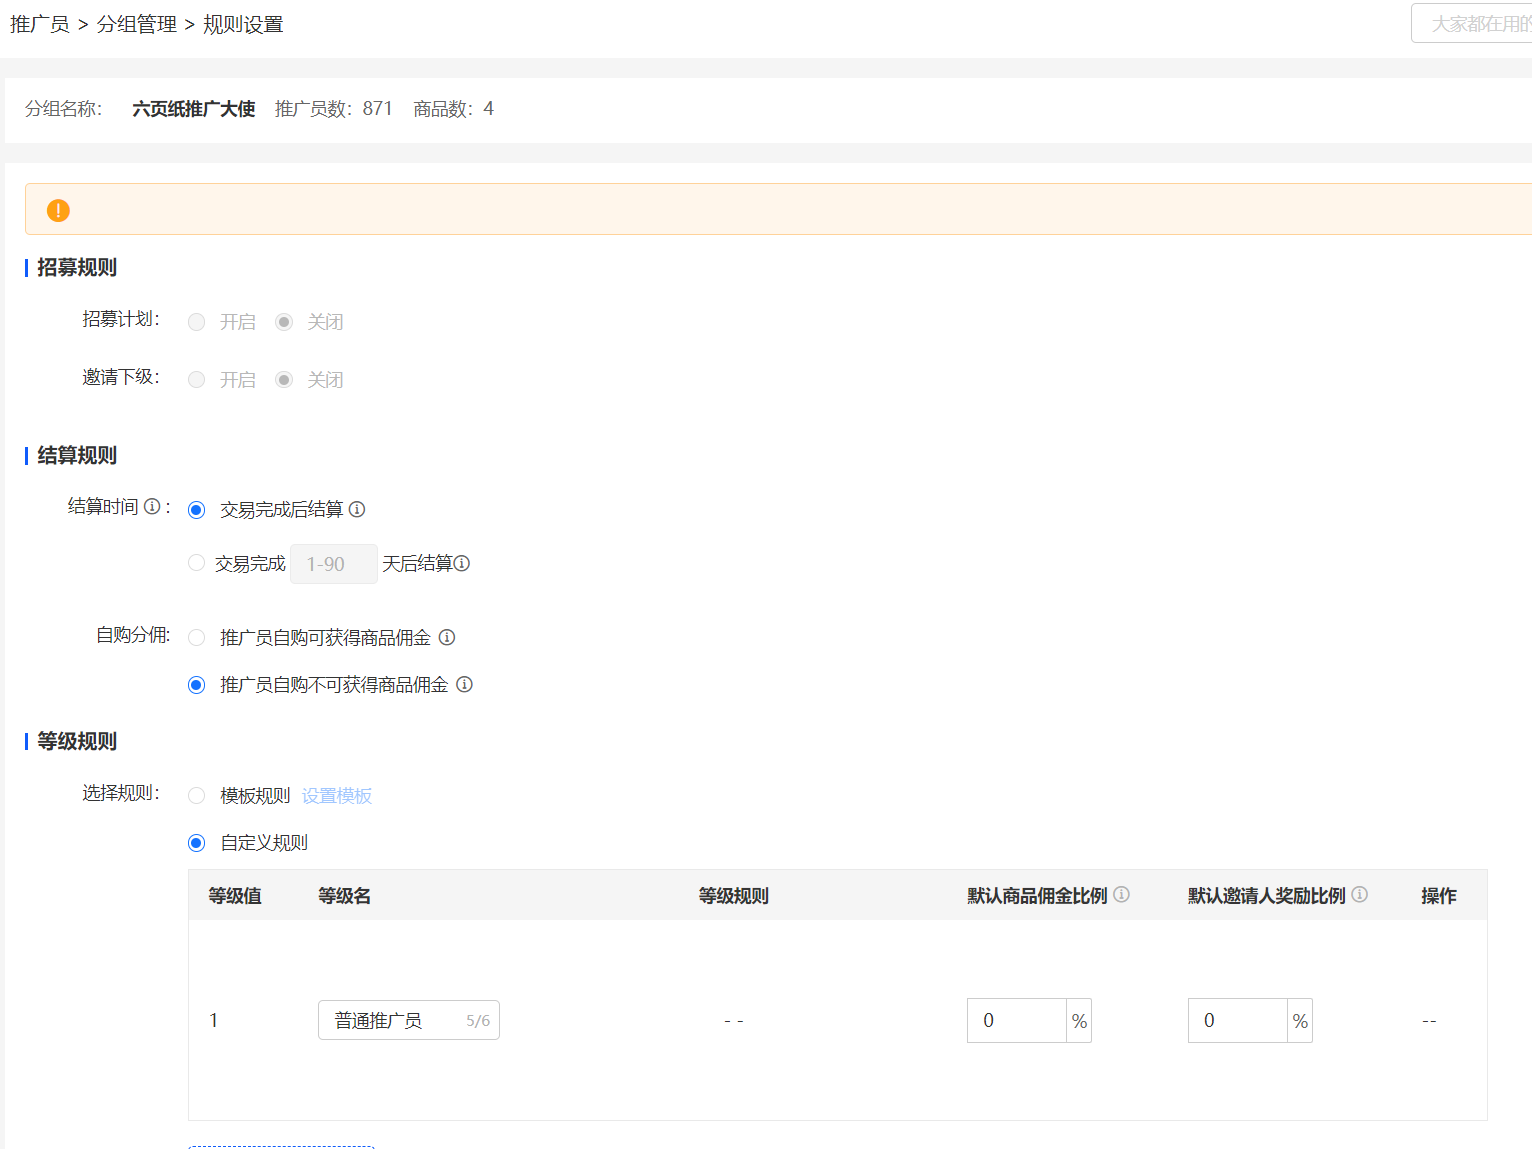 推广员 > 分组管理 > 规则设置
大家都在用的
分组名称： 六页纸推广大使 推广员数：871 商品数：4
招募规则
招募计划： 开启 关闭
邀请下级： 开启 关闭
结算规则
结算时间 ： 交易完成后结算
交易完成 1-90 天后结算
自购分佣: 推广员自购可获得商品佣金
推广员自购不可获得商品佣金
等级规则
选择规则： 模板规则 设置模板
自定义规则
等级值 等级名 等级规则 默认商品佣金比例 默认邀请人奖励比例 操作
1 普通推广员 5/6 - - 0 % 0 % --